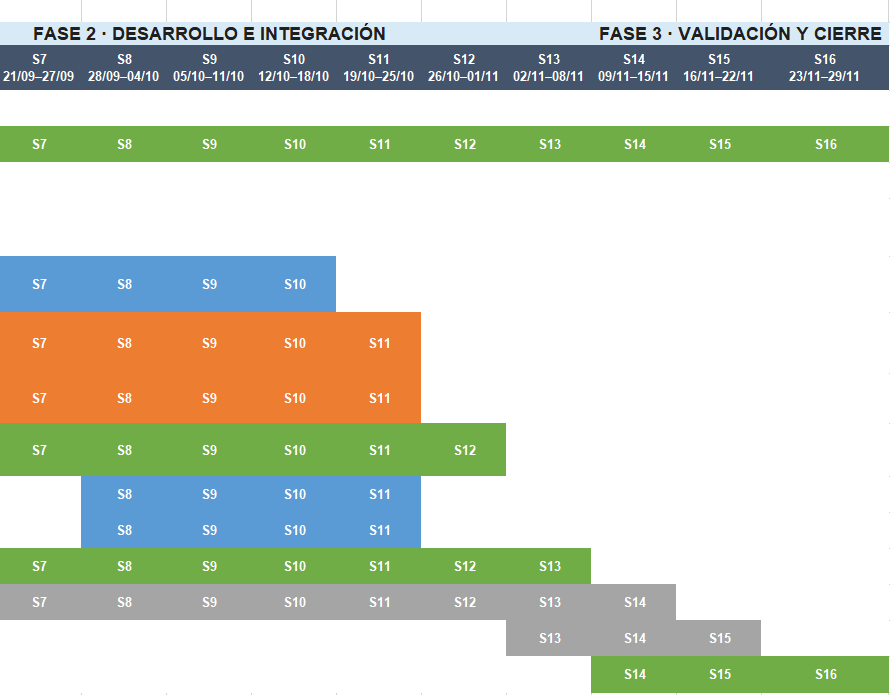 FASE 2 · DESARROLLO E INTEGRACIÓN FASE 3 · VALIDACIÓN Y CIERRE
S7 S8 S9 S10 S11 S12 S13 S14 S15 S16
21/09–27/09 28/09–04/10 05/10–11/10 12/10–18/10 19/10–25/10 26/10–01/11 02/11–08/11 09/11–15/11 16/11–22/11 23/11–29/11
S7 S8 S9 S10 S11 S12 S13 S14 S15 S16
S7 S8 S9 S10
S7 S8 S9 S10 S11
S7 S8 S9 S10 S11
S7 S8 S9 S10 S11 S12
S8 S9 S10 S11
S8 S9 S10 S11
S7 S8 S9 S10 S11 S12 S13
S7 S8 S9 S10 S11 S12 S13 S14
S13 S14 S15
S14 S15 S16